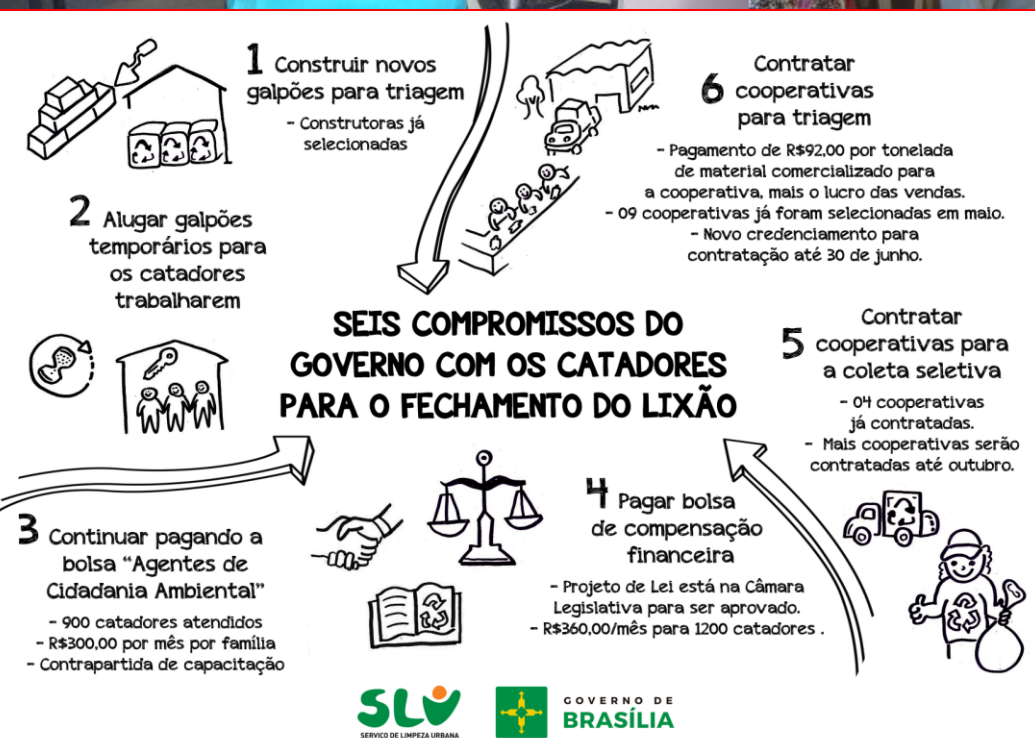 1 Construir novos
galpões para triagem
- Construtoras já
selecionadas
2 Alugar galpões
temporários para
os catadores
trabalharem
3 Continuar pagando a
bolsa “Agentes de
Cidadania Ambiental”
- 900 catadores atendidos
- R$300,00 por mês por família
- Contrapartida de capacitação
SEIS COMPROMISSOS DO
GOVERNO COM OS CATADORES
PARA O FECHAMENTO DO LIXÃO
4 Pagar bolsa
de compensação
financeira
- Projeto de Lei está na Câmara
Legislativa para ser aprovado.
- R$360,00/mês para 1200 catadores .
Contratar
5 cooperativas para
a coleta seletiva
- 04 cooperativas
já contratadas.
- Mais cooperativas serão
contratadas até outubro.
Contratar
6 cooperativas
para triagem
- Pagamento de R$92,00 por tonelada
de material comercializado para
a cooperativa, mais o lucro das vendas.
- 09 cooperativas já foram selecionadas em maio.
- Novo credenciamento para
contratação até 30 de junho.
SLU
SERVIÇO DE LIMPEZA URBANA
GOVERNO DE
BRASÍLIA